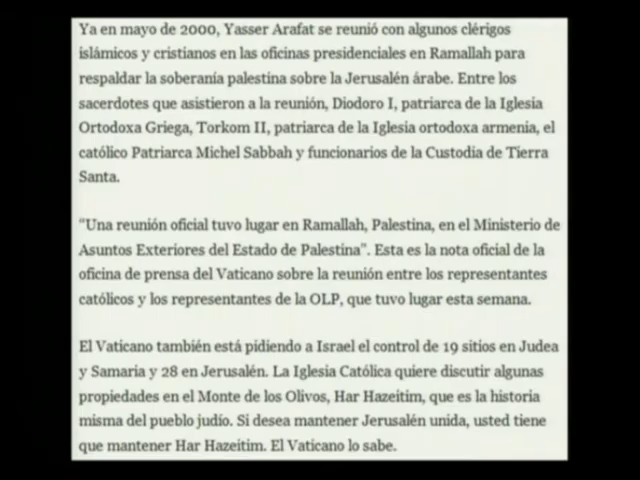 Ya en mayo de 2000, Yasser Arafat se reunió con algunos clérigos
islámicos y cristianos en las oficinas presidenciales en Ramallah para
respaldar la soberanía palestina sobre la Jerusalén árabe. Entre los
sacerdotes que asistieron a la reunión, Diodoro I, patriarca de la Iglesia
Ortodoxa Griega, Torkom II, patriarca de la Iglesia ortodoxa armenia, el
católico Patriarca Michel Sabbah y funcionarios de la Custodia de Tierra
Santa.
“Una reunión oficial tuvo lugar en Ramallah, Palestina, en el Ministerio de
Asuntos Exteriores del Estado de Palestina”. Esta es la nota oficial de la
oficina de prensa del Vaticano sobre la reunión entre los representantes
católicos y los representantes de la OLP, que tuvo lugar esta semana.
El Vaticano también está pidiendo a Israel el control de 19 sitios en Judea
y Samaria y 28 en Jerusalén. La Iglesia Católica quiere discutir algunas
propiedades en el Monte de los Olivos, Har Hazeitim, que es la historia
misma del pueblo judío. Si desea mantener Jerusalén unida, usted tiene
que mantener Har Hazeitim. El Vaticano lo sabe.